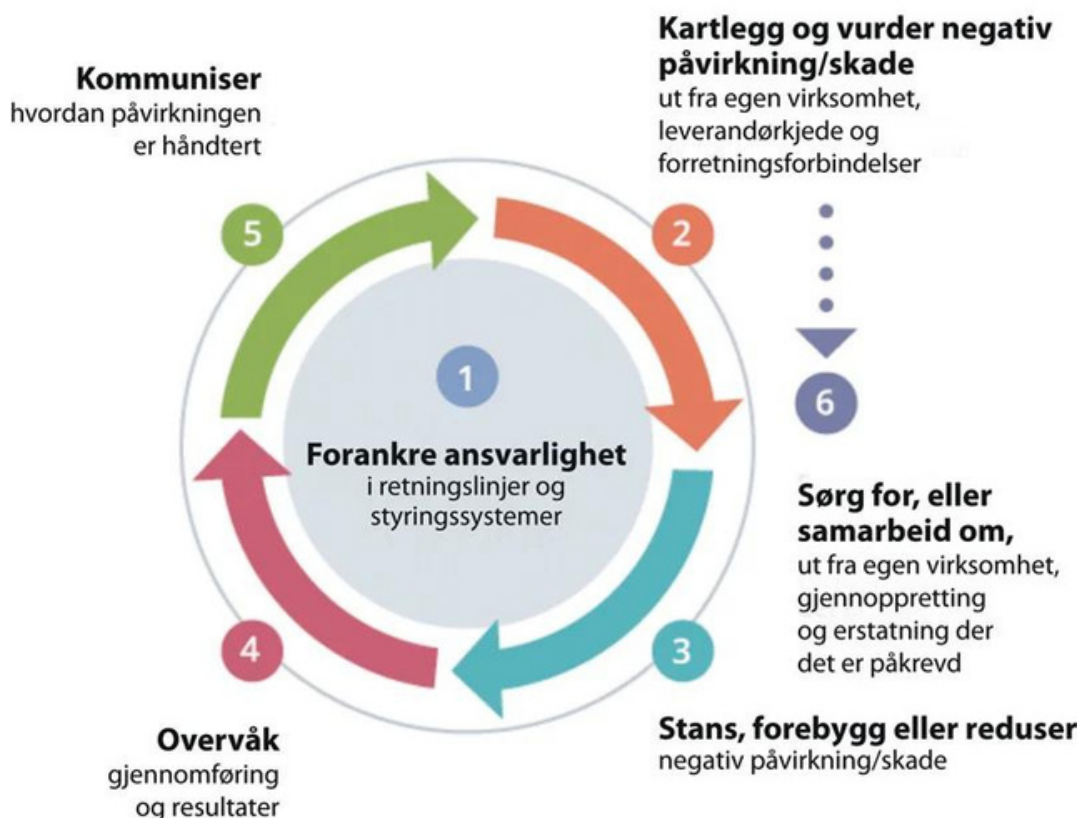 Kommuniser
hvordan påvirkningen
er håndtert
5
Kartlegg og vurder negativ
påvirkning/skade
ut fra egen virksomhet,
leverandørkjede og
forretningsforbindelser
2
1
Forankre ansvarlighet
i retningslinjer og
styringssystemer
6
Sørg for, eller
samarbeid om,
ut fra egen virksomhet,
gjennoppretting
og erstatning der
det er påkrevd
3
Stans, forebygg eller reduser
negativ påvirkning/skade
4
Overvåk
gjennomføring
og resultater